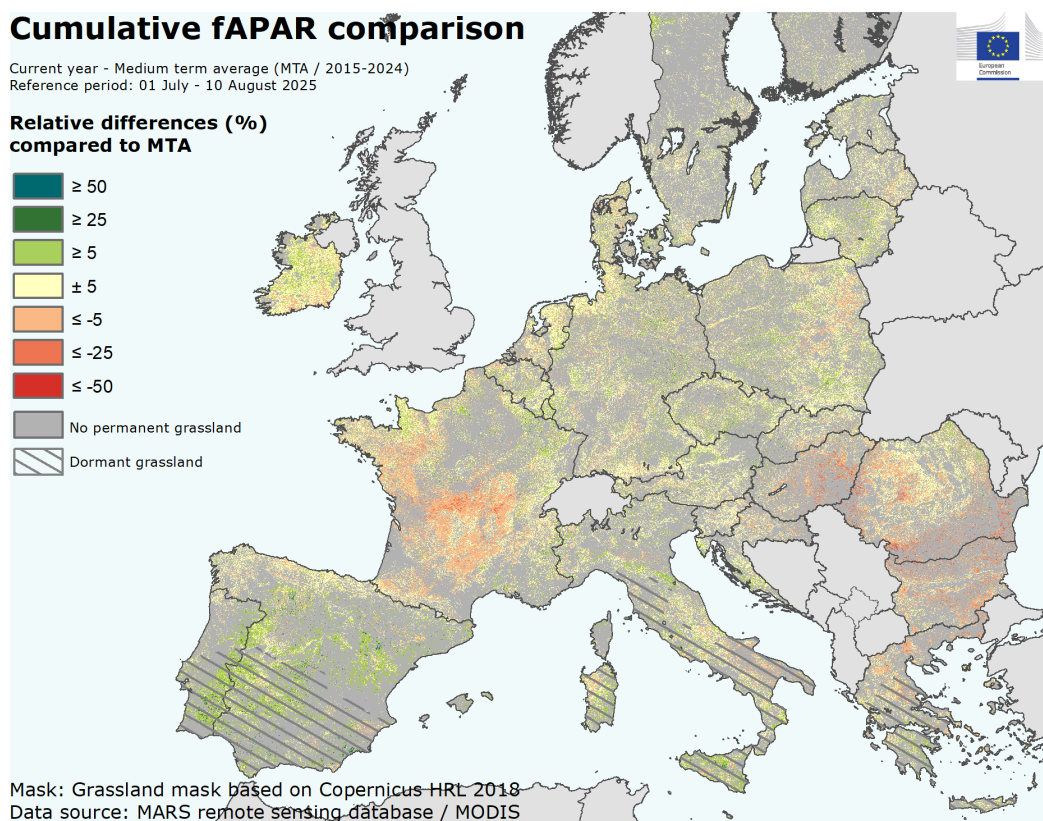 Cumulative fAPAR comparison
Current year - Medium term average (MTA / 2015-2024)
Reference period: 01 July - 10 August 2025
Relative differences (%)
compared to MTA
≥ 50
≥ 25
≥ 5
± 5
≤ -5
≤ -25
≤ -50
No permanent grassland
Dormant grassland
European
Commission
Mask: Grassland mask based on Copernicus HRL 2018
Data source: MARS remote sensing database / MODIS